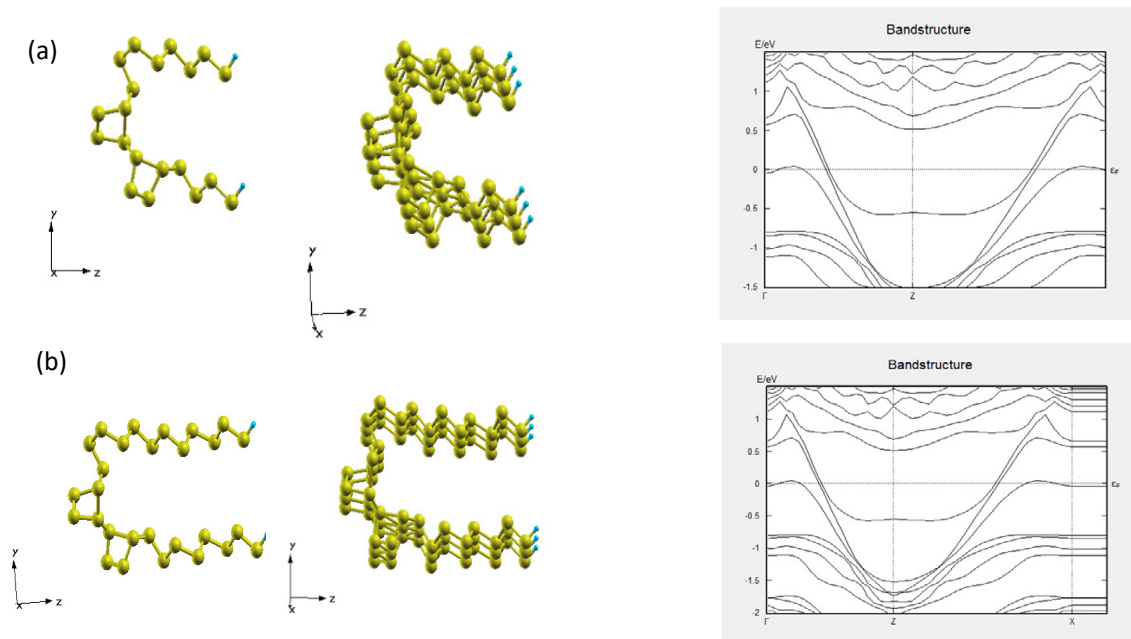 (a)
y
x
z
y
z
x
Bandstructure
E/eV
1
0.5
0
εF
-0.5
-1
-1.5
Γ
Z
(b)
y
x
z
y
z
x
Bandstructure
E/eV
1
0.5
0
εF
-0.5
-1
-1.5
-2
Γ
Z
X